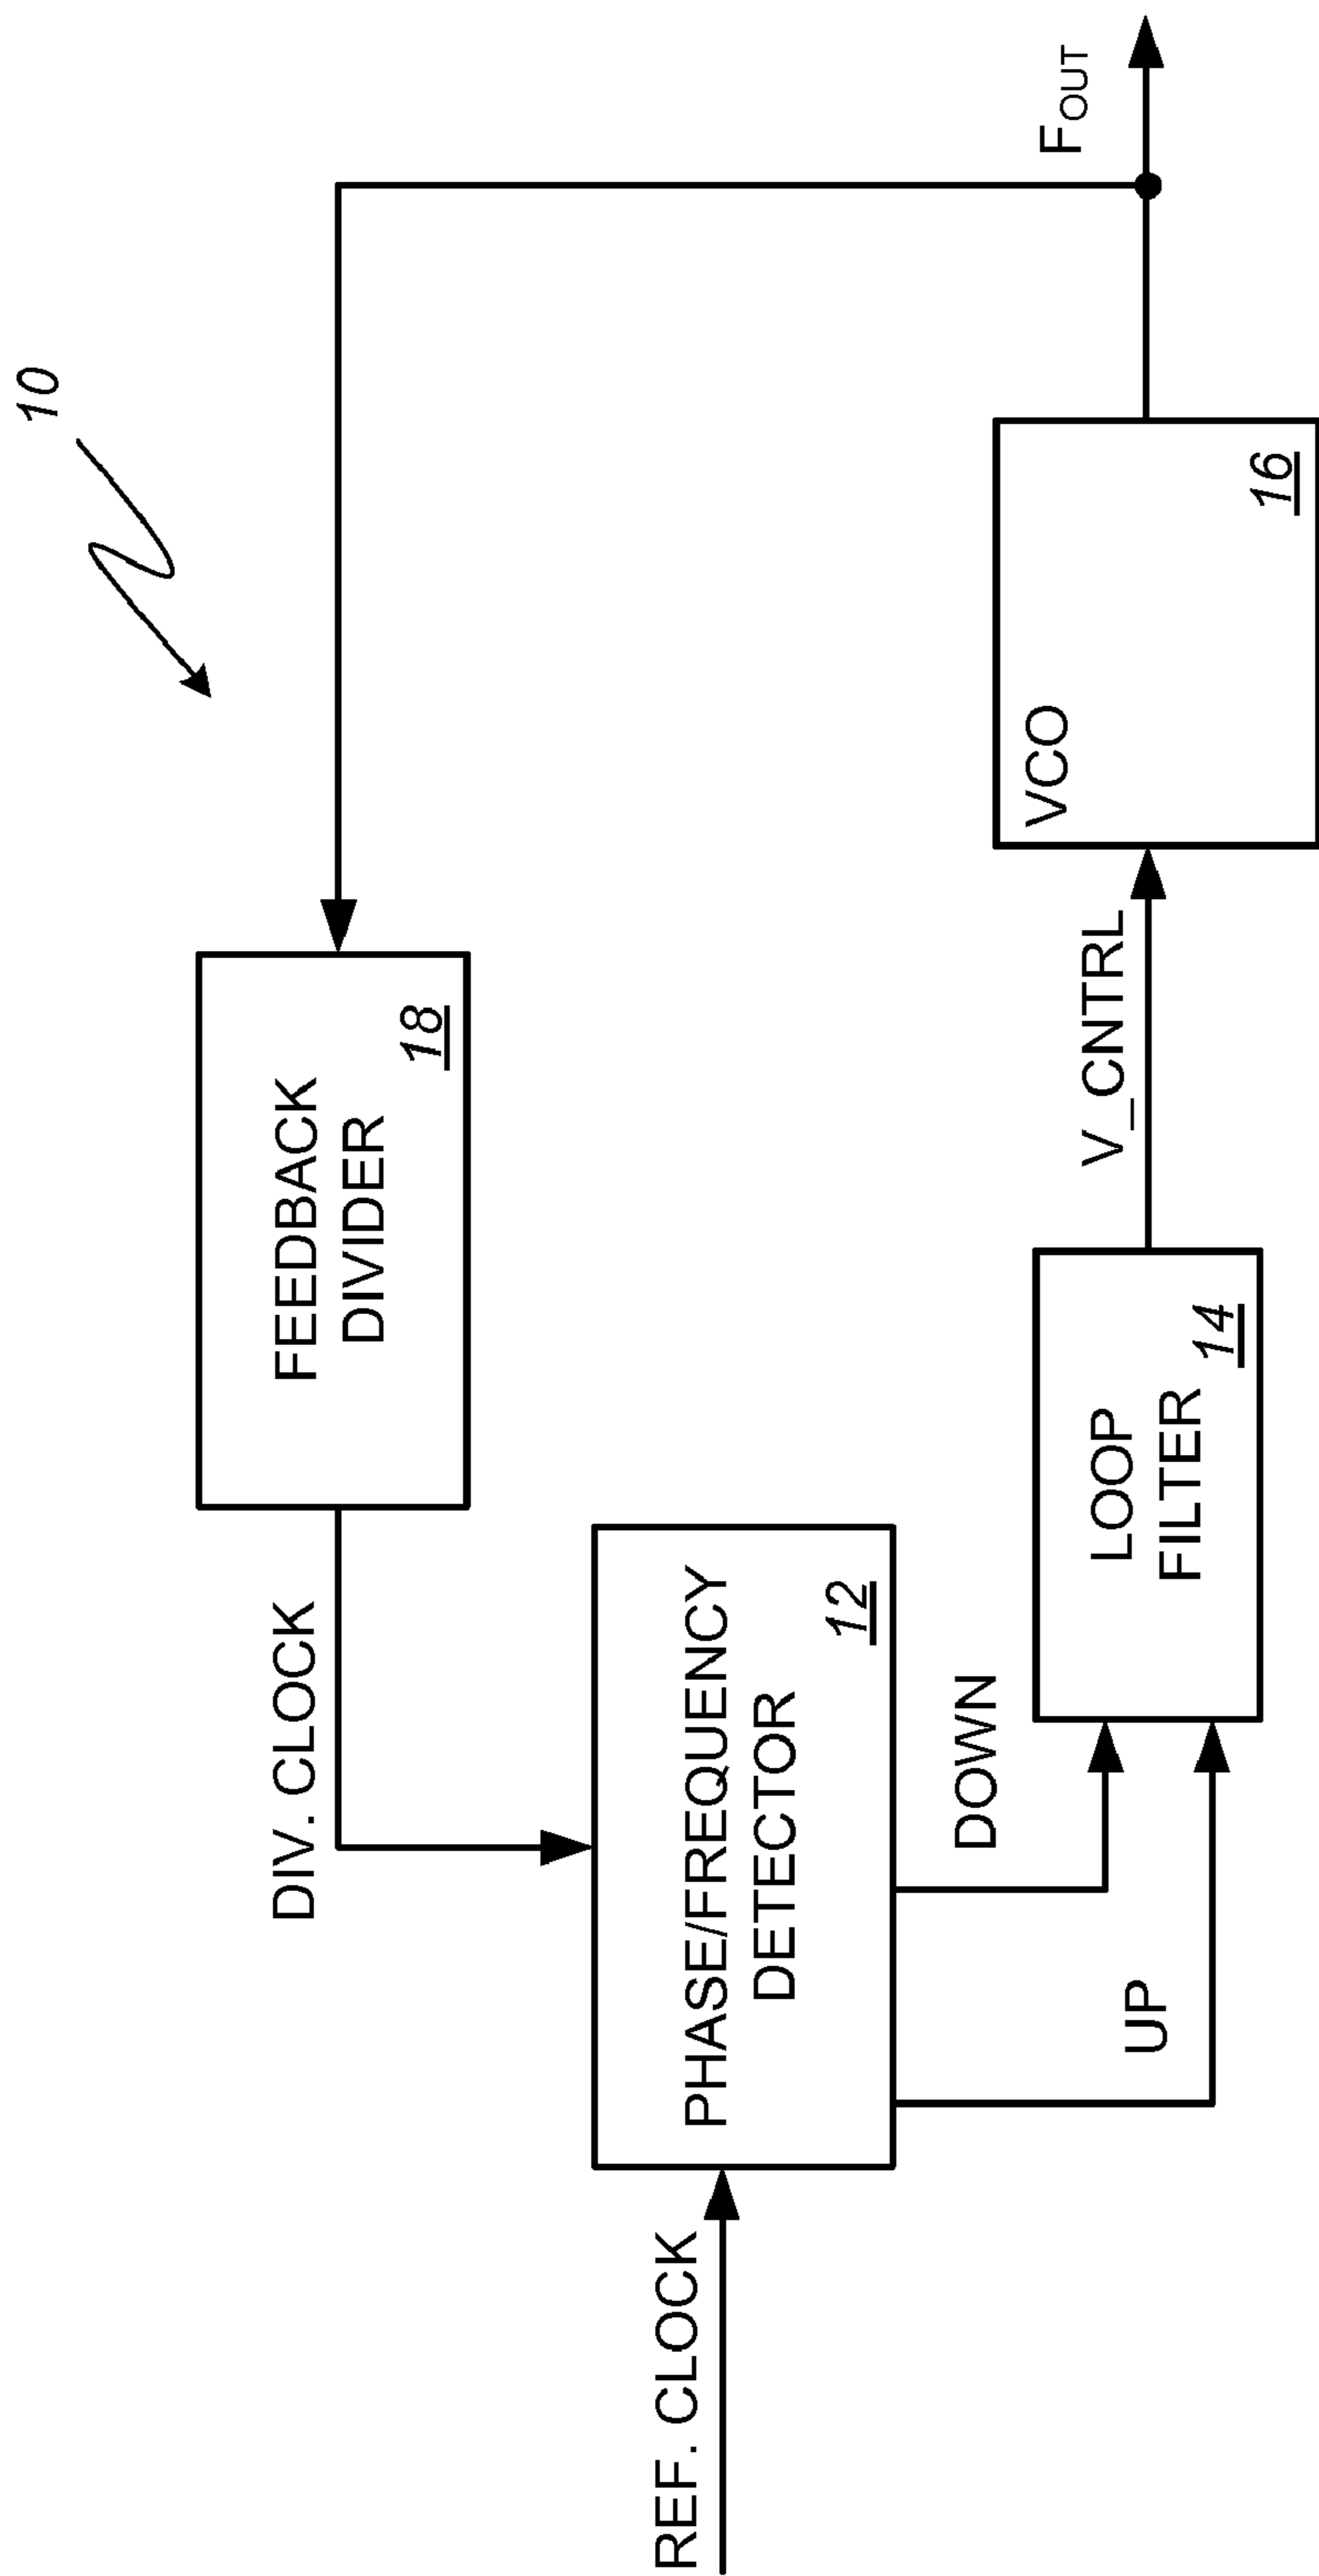 10
FEEDBACK
DIVIDER
18
DIV. CLOCK
REF. CLOCK
PHASE/FREQUENCY
DETECTOR
12
DOWN
UP
LOOP
FILTER
14
V_CNTRL
VCO
16
FOUT